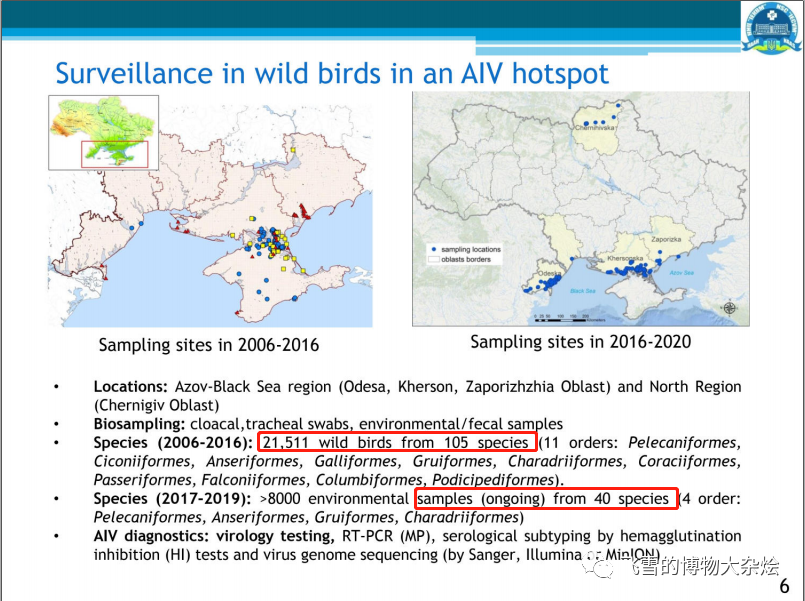 Surveillance in wild birds in an AIV hotspot
Chernihivska
Zaporizka
Khersonska
Odeska
sampling locations
oblasts borders
Black Sea
Azov Sea
Sampling sites in 2006-2016
Sampling sites in 2016-2020
• Locations: Azov-Black Sea region (Odesa, Kherson, Zaporizhzhia Oblast) and North Region
(Chernigiv Oblast)
• Biosampling: cloacal,tracheal swabs, environmental/fecal samples
• Species (2006-2016): 21,511 wild birds from 105 species (11 orders: Pelecaniformes,
Ciconiiformes, Anseriformes, Galliformes, Gruiformes, Charadriiformes, Coraciiformes,
Passeriformes, Falconiiformes, Columbiformes, Podicipediformes).
• Species (2017-2019): >8000 environmental samples (ongoing) from 40 species (4 order:
Pelecaniformes, Anseriformes, Gruiformes, Charadriiformes)
• AIV diagnostics: virology testing, RT-PCR (MP), serological subtyping by hemagglutination
inhibition (HI) tests and virus genome sequencing (by Sanger, Illumina or MinION)
飞雪的博物大杂烩
6